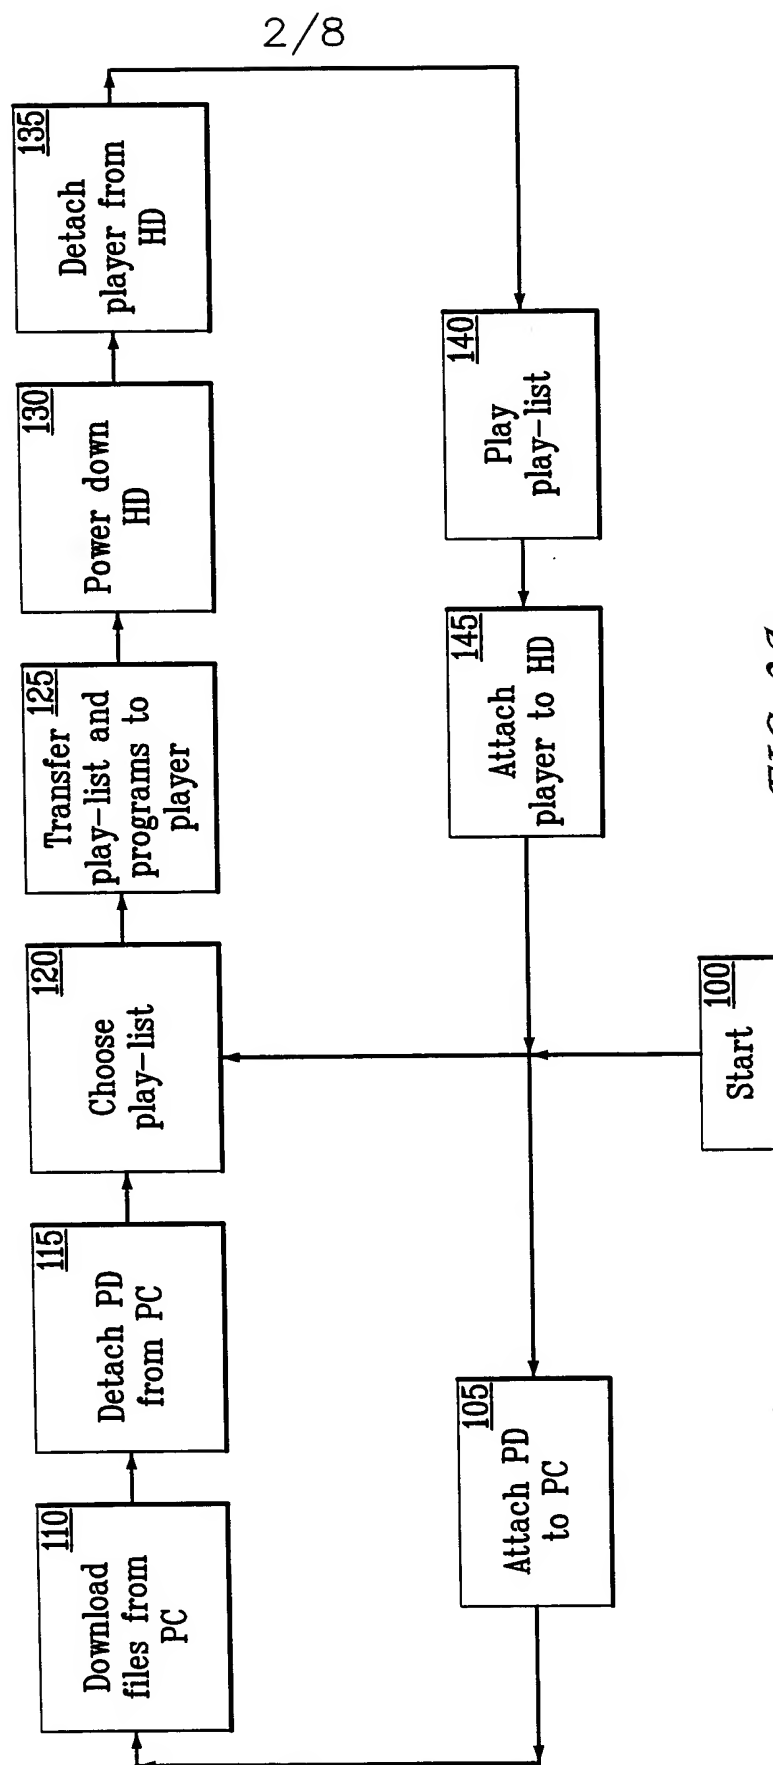 2/8
110
Download
files from
PC
115
Detach PD
from PC
120
Choose
play-list
125
Transfer
play-list and
programs to
player
130
Power down
HD
135
Detach
player from
HD
105
Attach PD
to PC
145
Attach
player to HD
140
Play
play-list
100
Start